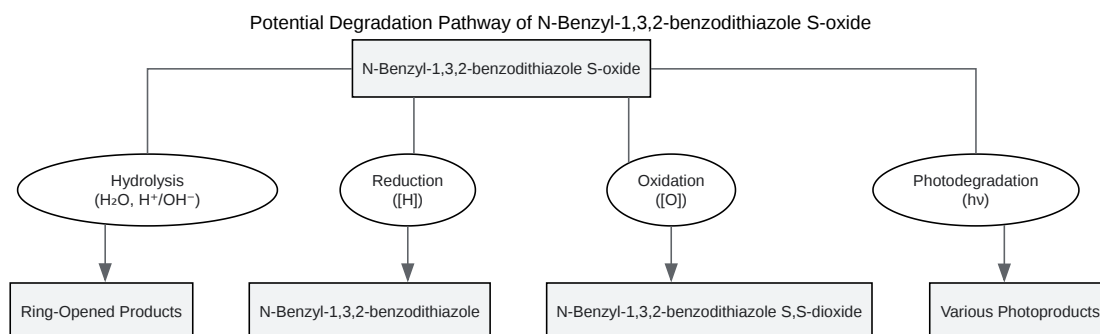 Potential Degradation Pathway of N-Benzyl-1,3,2-benzodithiazole S-oxide
N-Benzyl-1,3,2-benzodithiazole S-oxide
Hydrolysis
(H₂O, H⁺/OH⁻)
Reduction
([H])
Oxidation
([O])
Photodegradation
(hν)
Ring-Opened Products
N-Benzyl-1,3,2-benzodithiazole
N-Benzyl-1,3,2-benzodithiazole S,S-dioxide
Various Photoproducts